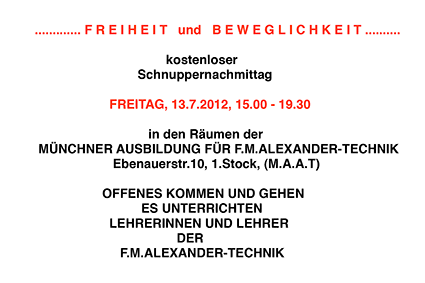 ............. F R E I H E I T und B E W E G L I C H K E I T ..........
kostenloser
Schnuppernachmittag
FREITAG, 13.7.2012, 15.00 - 19.30
in den Räumen der
MÜNCHNER AUSBILDUNG FÜR F.M.ALEXANDER-TECHNIK
Ebenauerstr.10, 1.Stock, (M.A.A.T)
OFFENES KOMMEN UND GEHEN
ES UNTERRICHTEN
LEHRERINNEN UND LEHRER
DER
F.M.ALEXANDER-TECHNIK